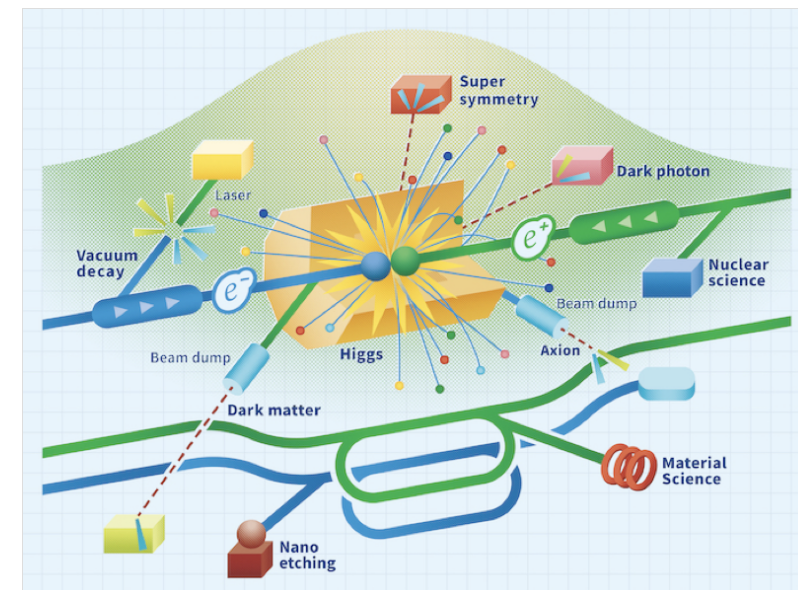 Super
symmetry
Dark photon
Laser
Vacuum
decay
e⁺
Nuclear
science
e⁻
Beam dump
Beam dump
Higgs
Axion
Dark matter
Material
Science
Nano
etching